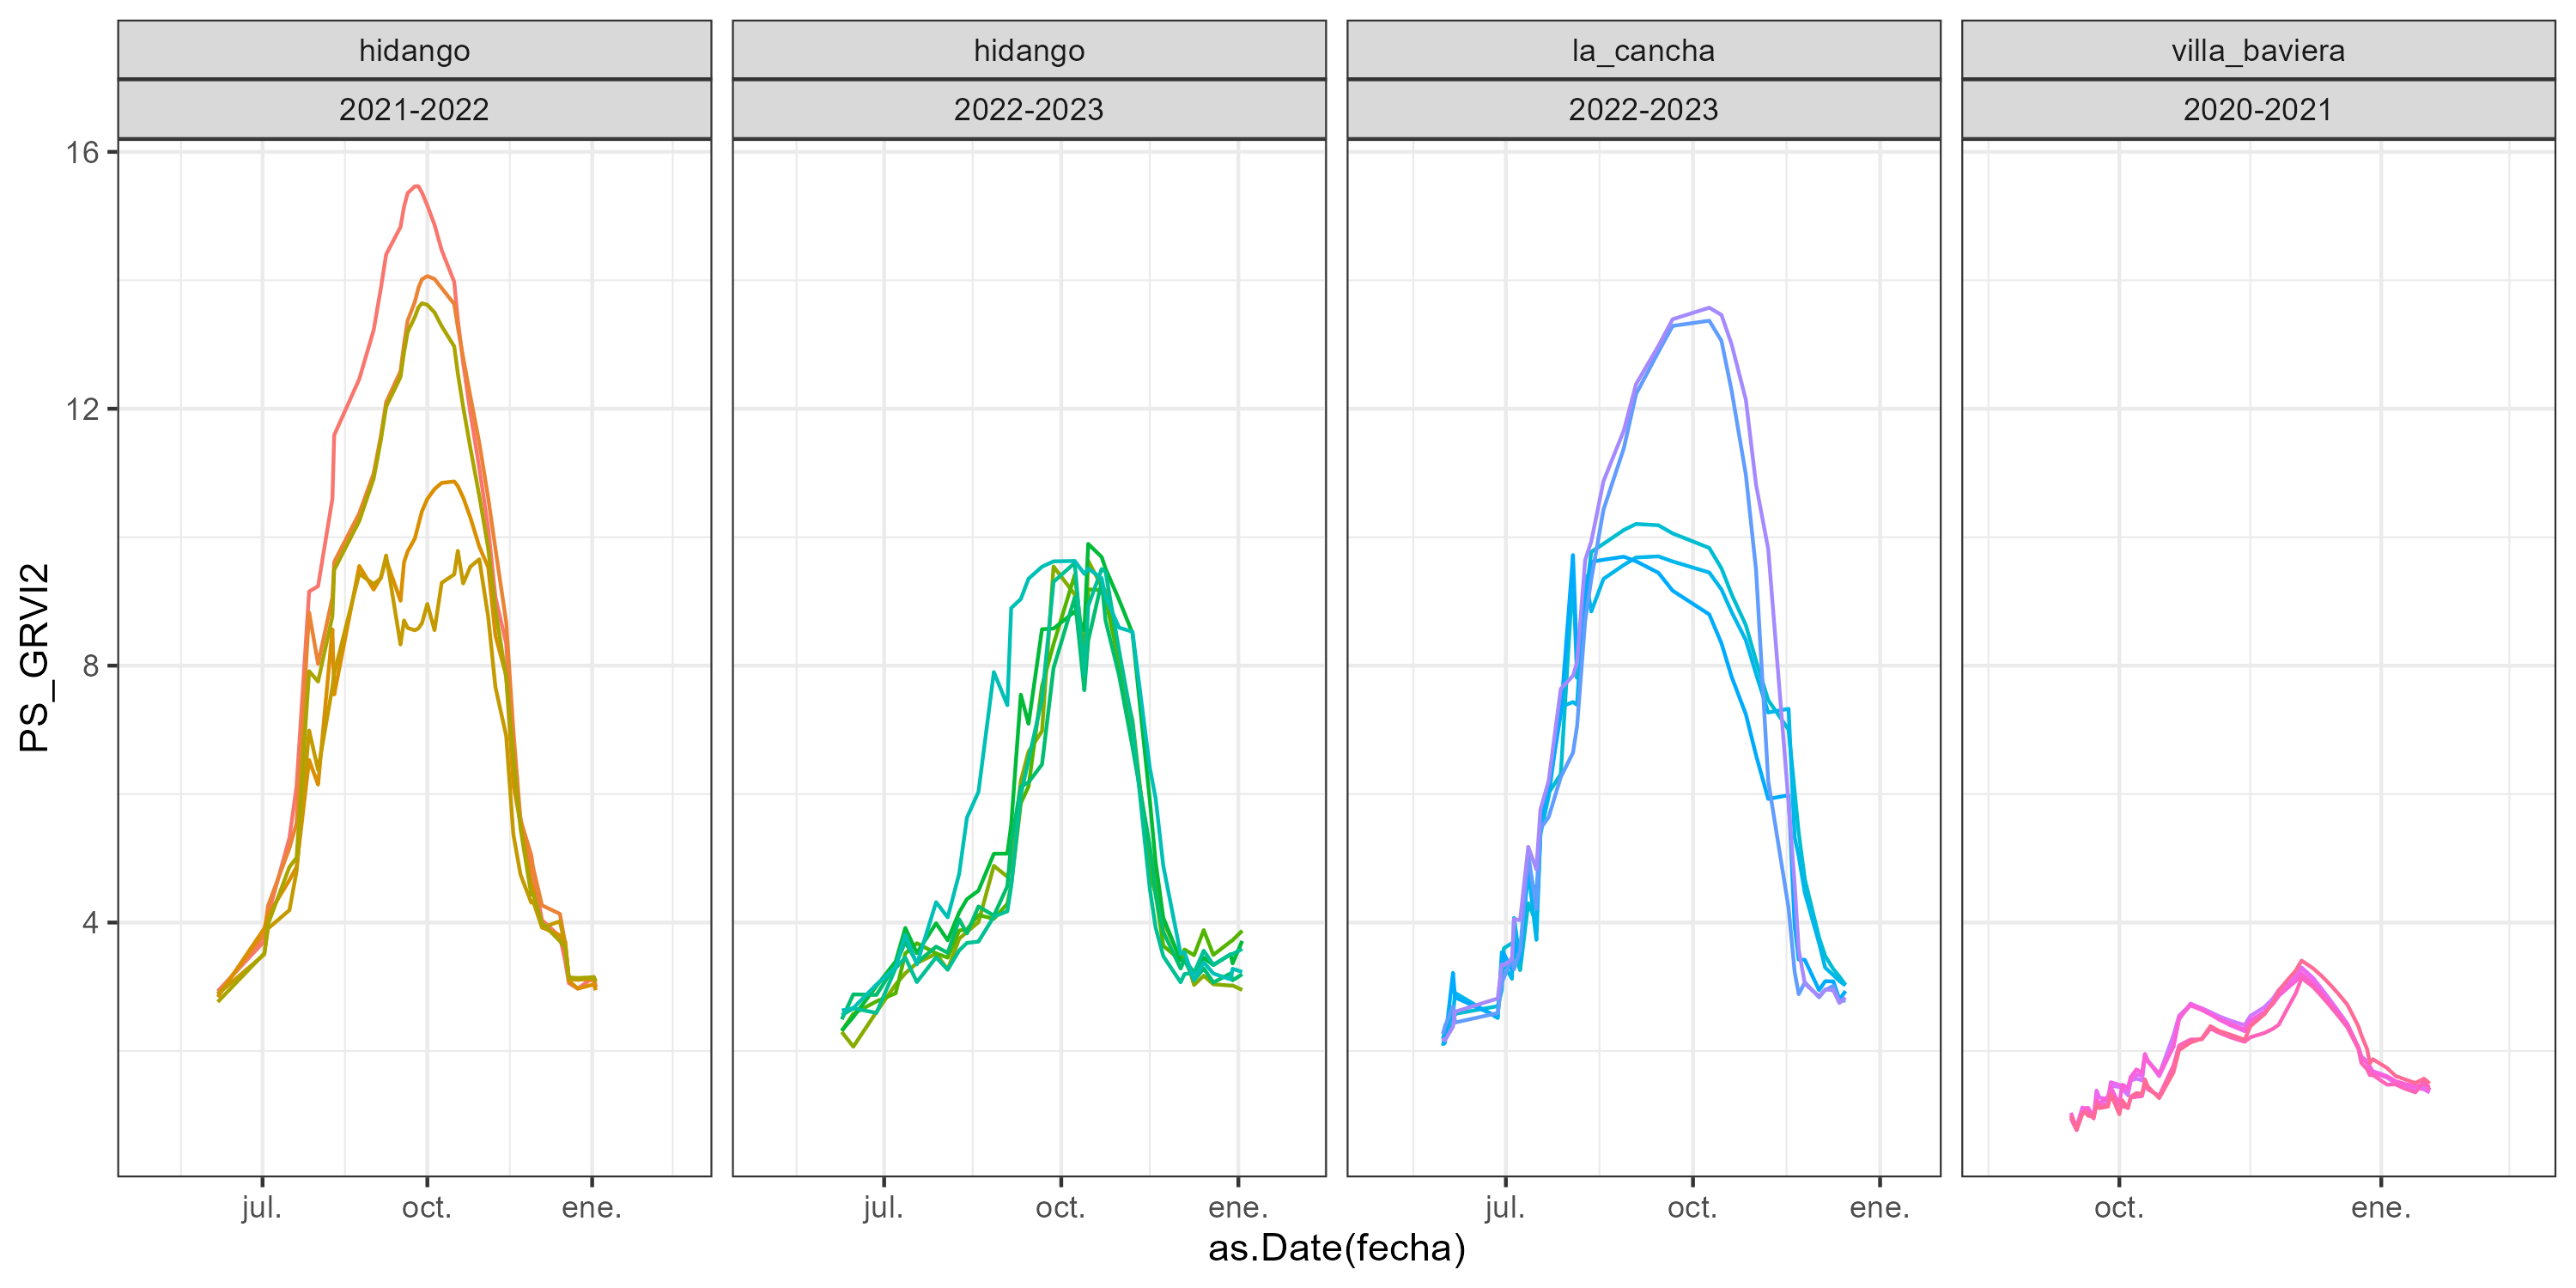 hidango
hidango
la_cancha
villa_baviera
2021-2022
2022-2023
2022-2023
2020-2021
PS_GRVI2
16
12
8
4
jul.
oct.
ene.
jul.
oct.
ene.
jul.
oct.
ene.
oct.
ene.
as.Date(fecha)